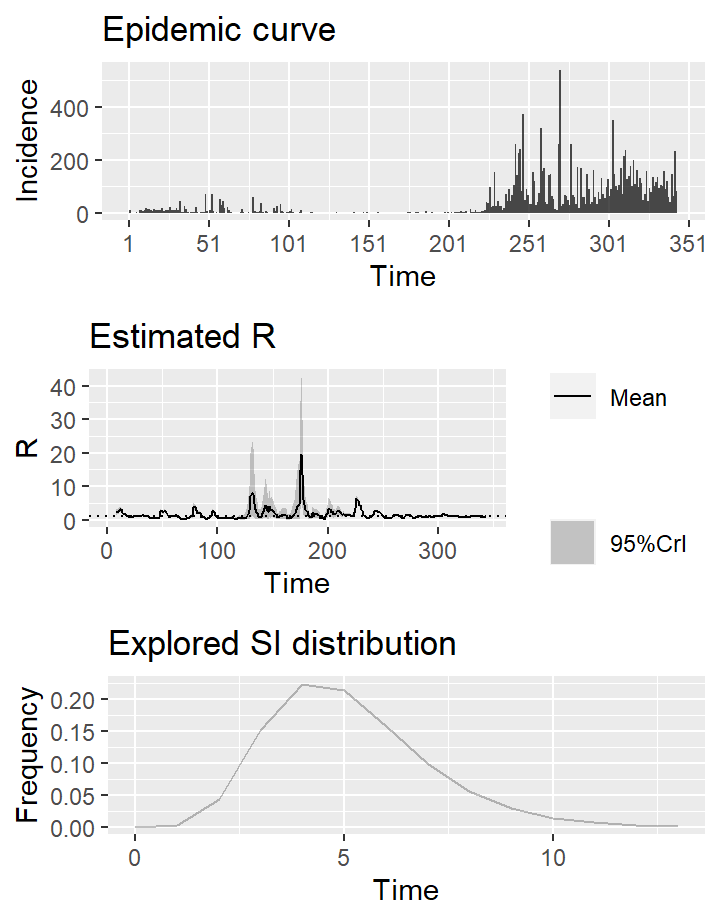 Epidemic curve
Incidence
400
200
0
1 51 101 151 201 251 301 351
Time
Estimated R
R
40
30
20
10
0
0 100 200 300
Time
Mean
95%CrI
Explored SI distribution
Frequency
0.20
0.15
0.10
0.05
0.00
0 5 10
Time